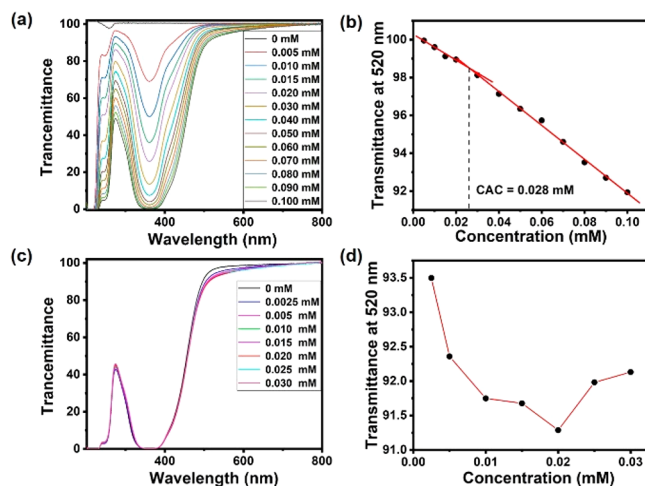 (a)
Trancemittance
100
80
60
40
20
0
0 mM
0.005 mM
0.010 mM
0.015 mM
0.020 mM
0.030 mM
0.040 mM
0.050 mM
0.060 mM
0.070 mM
0.080 mM
0.090 mM
0.100 mM
400 600 800
Wavelength (nm)
(b)
Transmittance at 520 nm
100
98
96
94
92
CAC = 0.028 mM
0.00 0.02 0.04 0.06 0.08 0.10
Concentration (mM)
(c)
Trancemittance
100
80
60
40
20
0
0 mM
0.0025 mM
0.005 mM
0.010 mM
0.015 mM
0.020 mM
0.025 mM
0.030 mM
400 600 800
Wavelength (nm)
(d)
Transmittance at 520 nm
93.5
93.0
92.5
92.0
91.5
91.0
0.01 0.02 0.03
Concentration (mM)